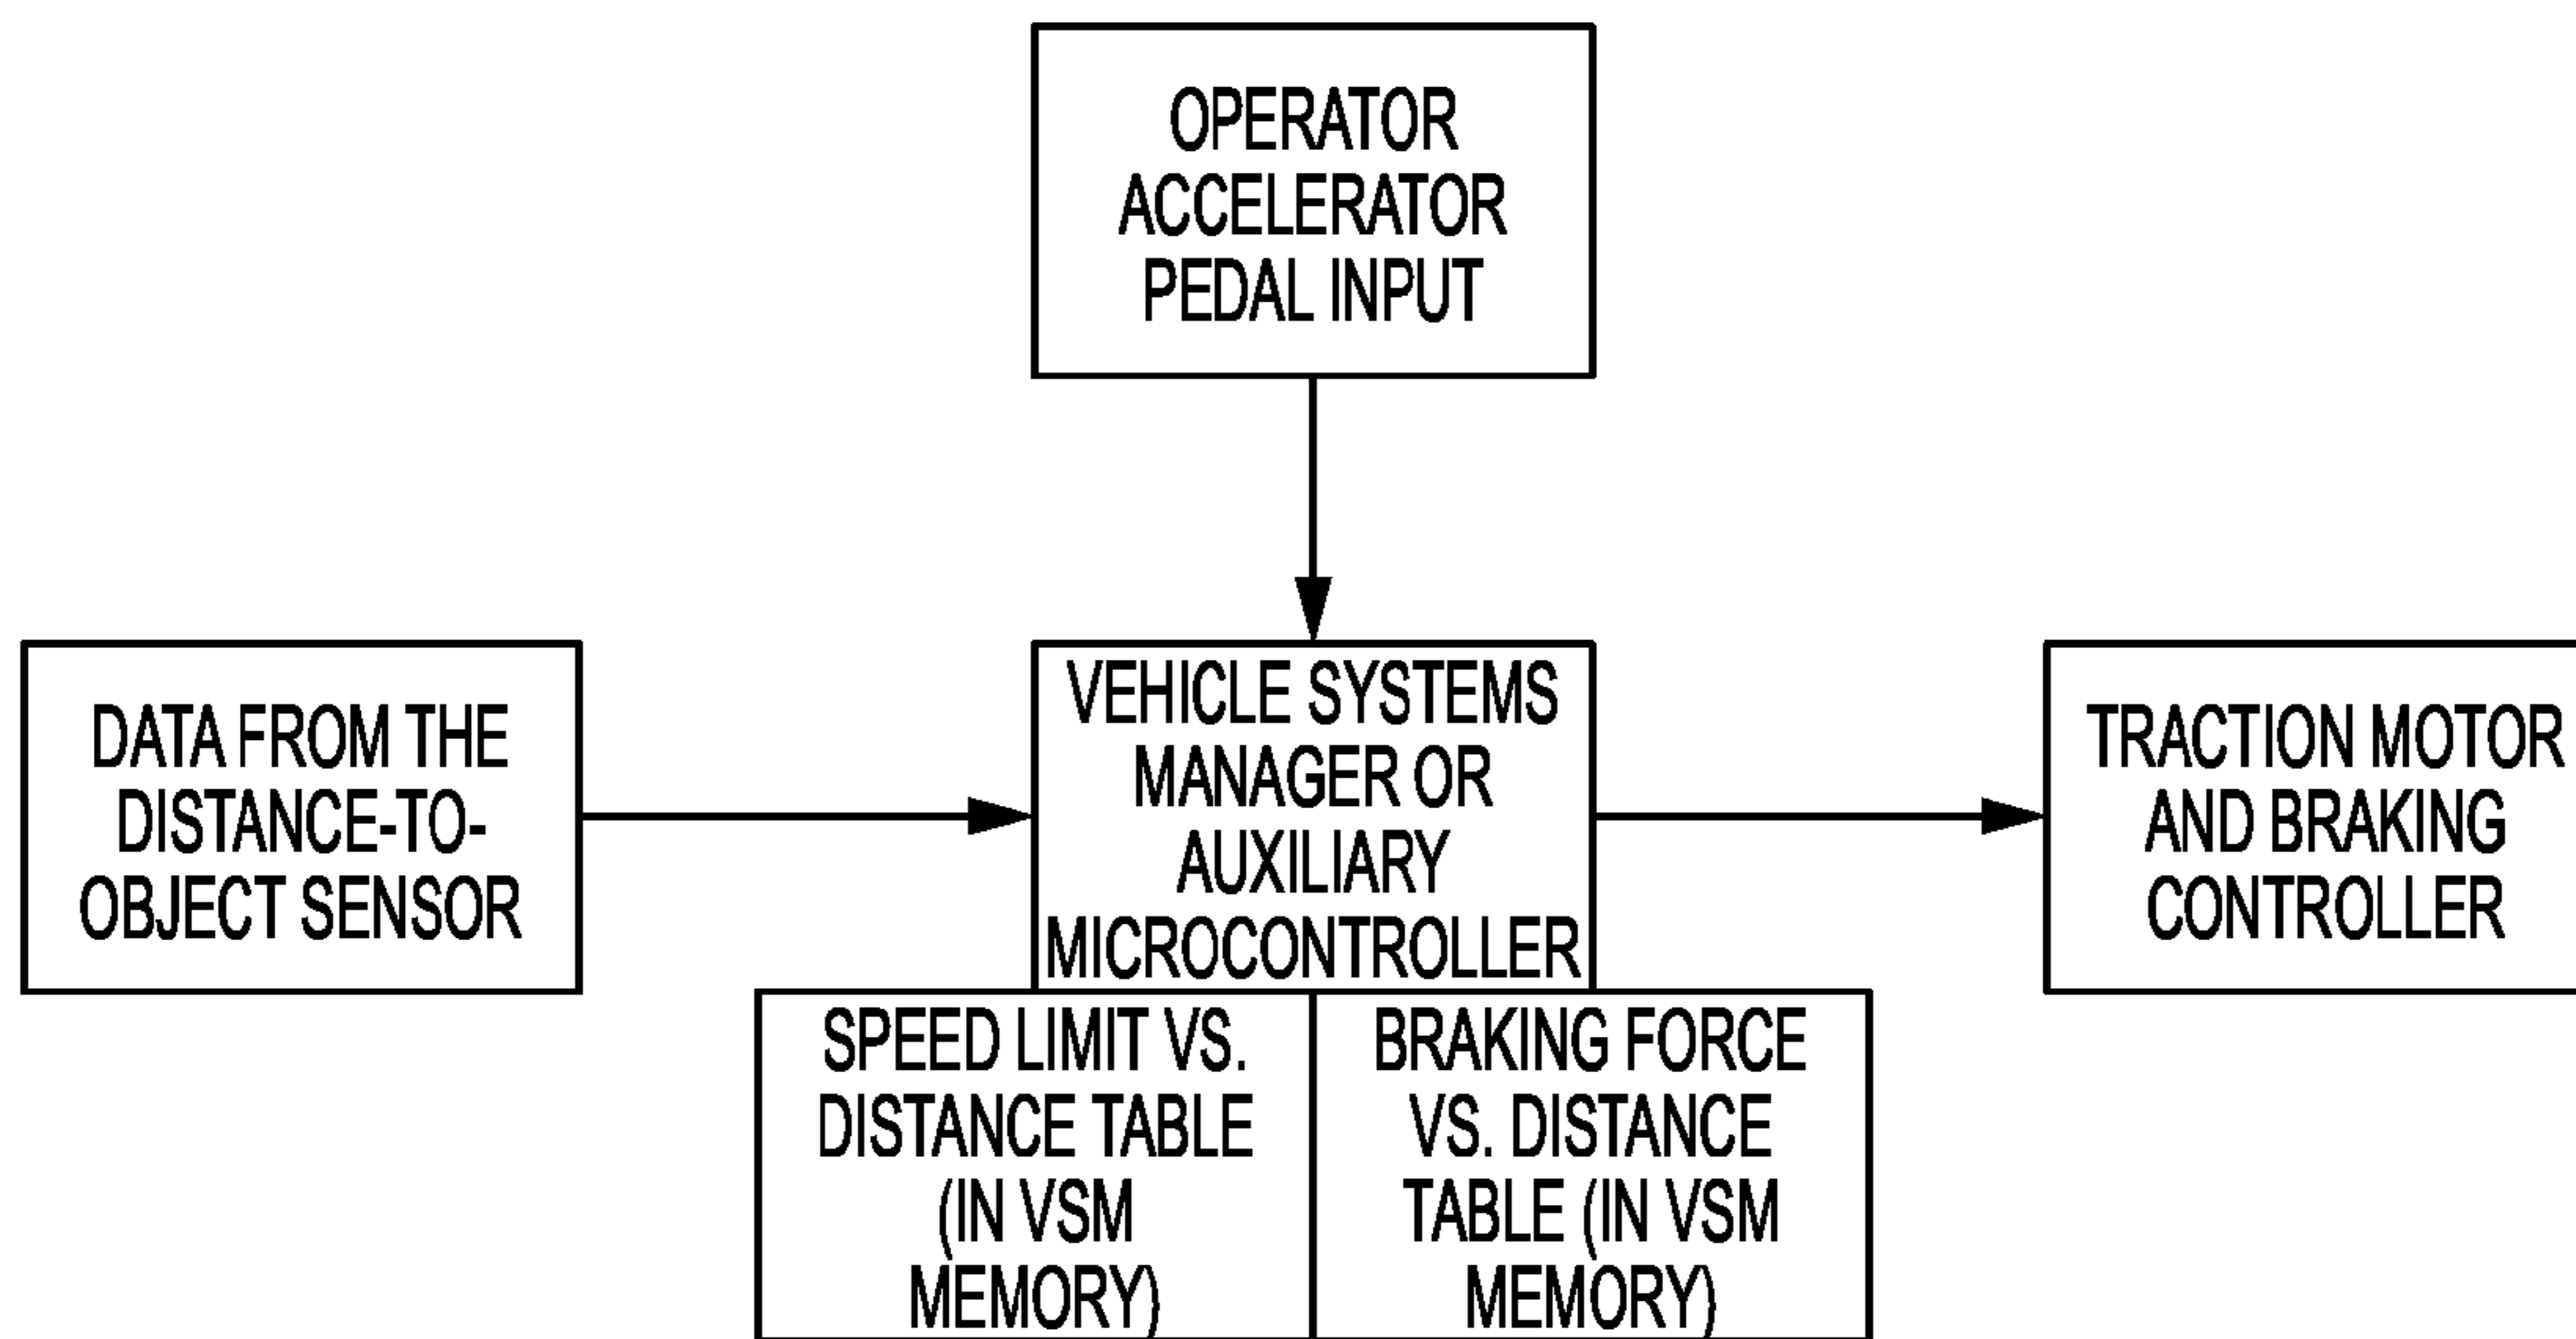 OPERATOR
ACCELERATOR
PEDAL INPUT
DATA FROM THE
DISTANCE-TO-
OBJECT SENSOR
VEHICLE SYSTEMS
MANAGER OR
AUXILIARY
MICROCONTROLLER
TRACTION MOTOR
AND BRAKING
CONTROLLER
SPEED LIMIT VS.
DISTANCE TABLE
(IN VSM
MEMORY)
BRAKING FORCE
VS. DISTANCE
TABLE (IN VSM
MEMORY)